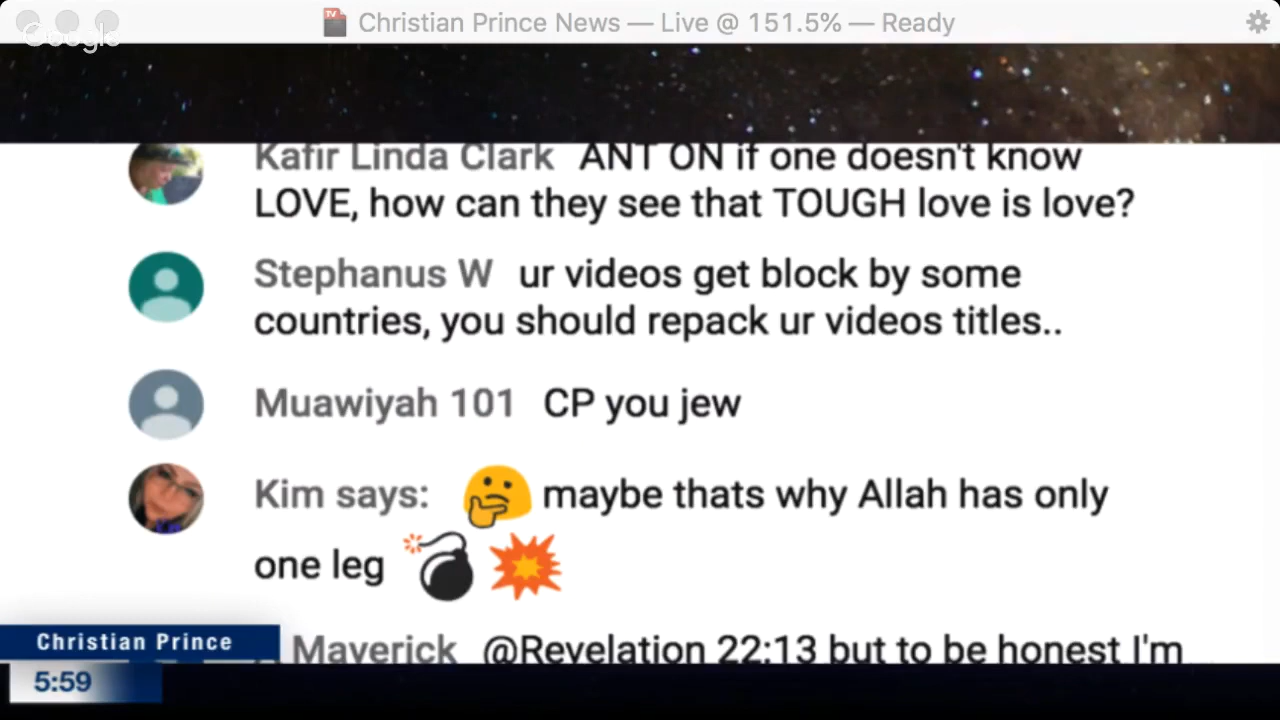 Christian Prince News — Live @ 151.5% — Ready
Google
TV
Kafir Linda Clark ANT ON if one doesn't know
LOVE, how can they see that TOUGH love is love?
Stephanus W ur videos get block by some
countries, you should repack ur videos titles..
Muawiyah 101 CP you jew
Kim says: 🤔 maybe thats why Allah has only
one leg 💣 💥
Maverick @Revelation 22:13 but to be honest I'm
Christian Prince
5:59